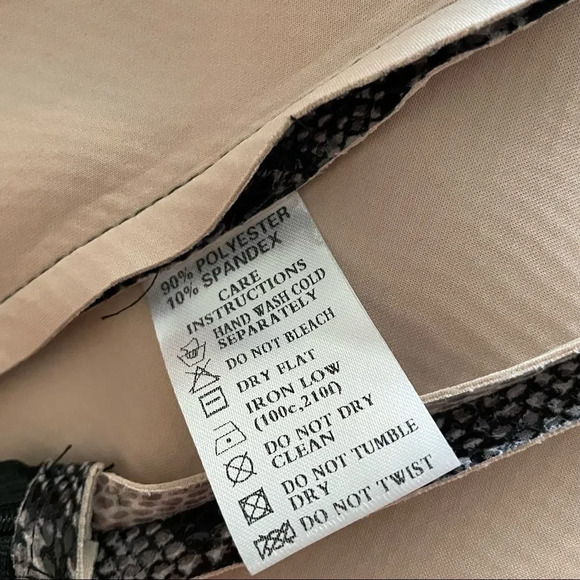 90% POLYESTER
10% SPANDEX
CARE
INSTRUCTIONS
HAND WASH COLD
SEPARATELY
DO NOT BLEACH
DRY FLAT
IRON LOW
(100c,210f)
DO NOT DRY
CLEAN
DO NOT TUMBLE
DRY
DO NOT TWIST